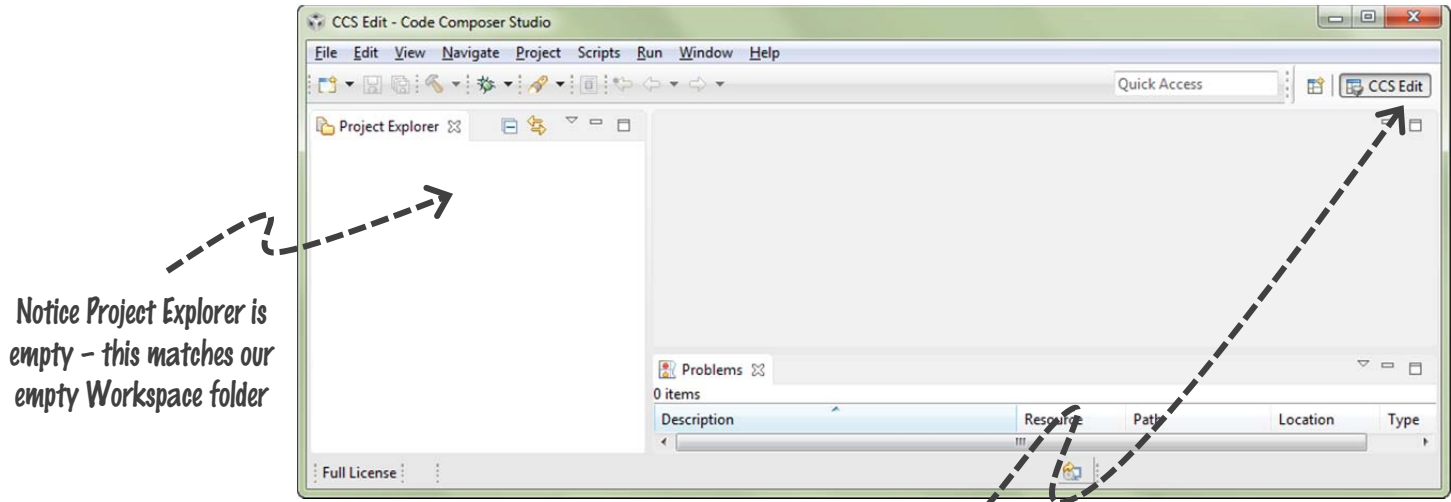 CCS Edit - Code Composer Studio
File Edit View Navigate Project Scripts Run Window Help
Quick Access
CCS Edit
Project Explorer
Notice Project Explorer is
empty – this matches our
empty Workspace folder
Problems
0 items
Description Resource Path Location Type
Full License